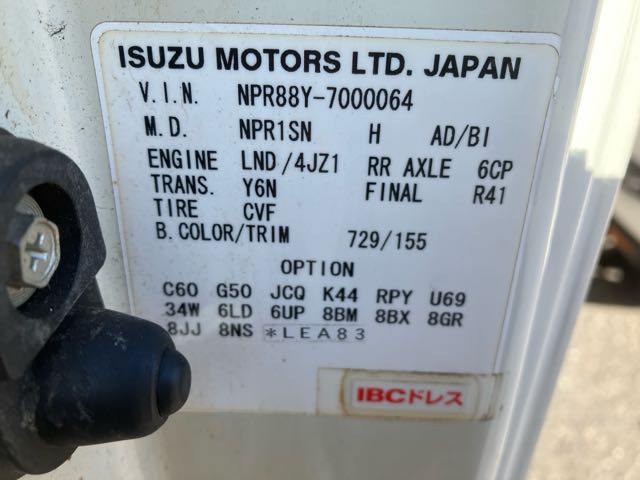 ISUZU MOTORS LTD. JAPAN
V.I.N. NPR88Y-7000064
M.D. NPR1SN H AD/BI
ENGINE LND/4JZ1 RR AXLE 6CP
TRANS. Y6N FINAL R41
TIRE CVF
B.COLOR/TRIM 729/155
OPTION
C60 G50 JCQ K44 RPY U69
34W 6LD 6UP 8BM 8BX 8GR
8JJ 8NS *LEA83
IBCドレス